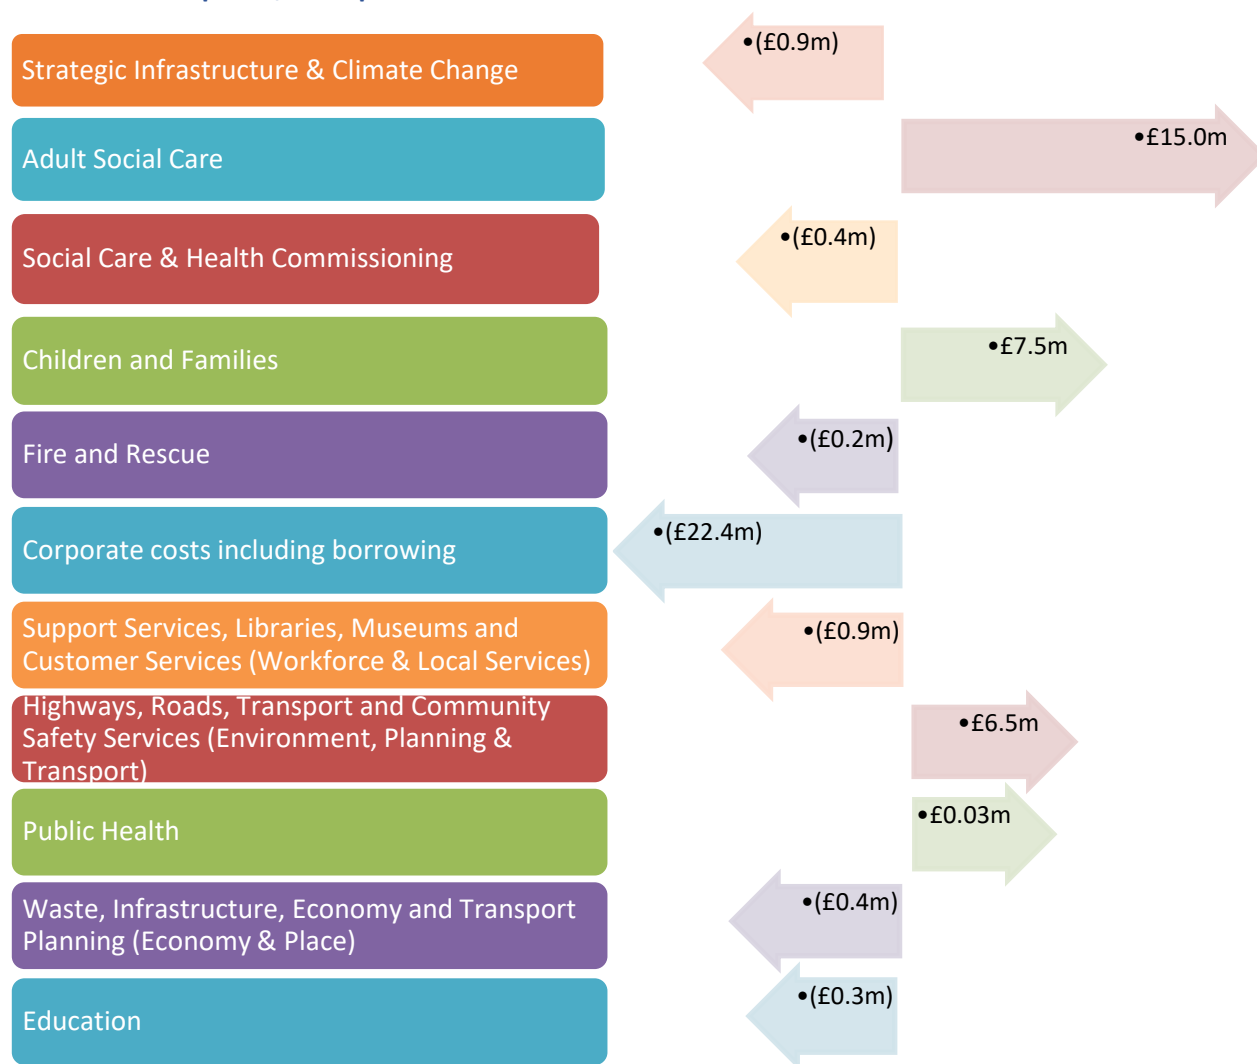 Strategic Infrastructure & Climate Change
•(£0.9m)
Adult Social Care
•£15.0m
Social Care & Health Commissioning
•(£0.4m)
Children and Families
•£7.5m
Fire and Rescue
•(£0.2m)
Corporate costs including borrowing
•(£22.4m)
Support Services, Libraries, Museums and
Customer Services (Workforce & Local Services)
•(£0.9m)
Highways, Roads, Transport and Community
Safety Services (Environment, Planning &
Transport)
•£6.5m
Public Health
•£0.03m
Waste, Infrastructure, Economy and Transport
Planning (Economy & Place)
•(£0.4m)
Education
•(£0.3m)